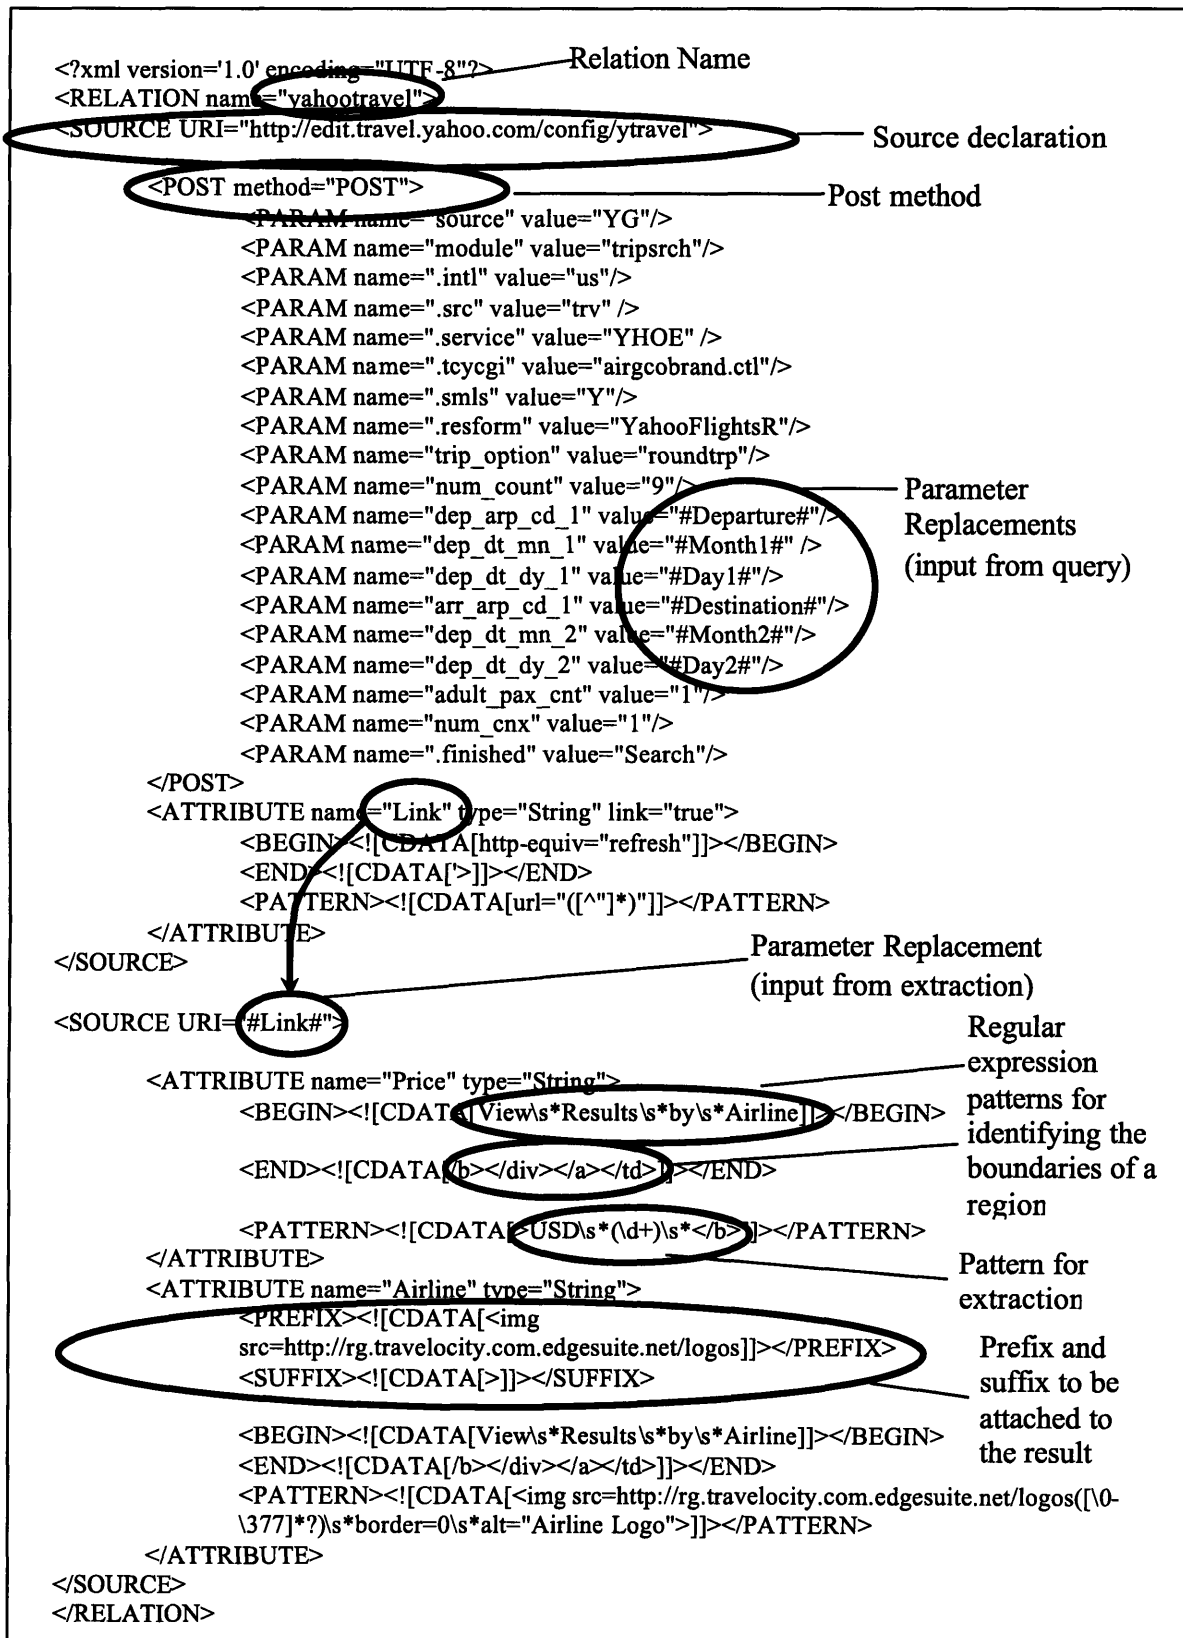 <?xml version='1.0' encoding="UTF-8"?>
Relation Name
<RELATION name="yahootravel">
<SOURCE URI="http://edit.travel.yahoo.com/config/ytravel">
Source declaration
<POST method="POST">
Post method
<PARAM name="source" value="YG"/>
<PARAM name="module" value="tripsrch"/>
<PARAM name=".intl" value="us"/>
<PARAM name=".src" value="trv" />
<PARAM name=".service" value="YHOE" />
<PARAM name=".tcycgi" value="airgcobrand.ctl"/>
<PARAM name=".smls" value="Y"/>
<PARAM name=".resform" value="YahooFlightsR"/>
<PARAM name="trip_option" value="roundtrp"/>
<PARAM name="num_count" value="9"/>
<PARAM name="dep_arp_cd_1" value="#Departure#"/>
<PARAM name="dep_dt_mn_1" value="#Month1#" />
<PARAM name="dep_dt_dy_1" value="#Day1#"/>
<PARAM name="arr_arp_cd_1" value="#Destination#"/>
<PARAM name="dep_dt_mn_2" value="#Month2#"/>
<PARAM name="dep_dt_dy_2" value="#Day2#"/>
<PARAM name="adult_pax_cnt" value="1"/>
<PARAM name="num_cnx" value="1"/>
<PARAM name=".finished" value="Search"/>
Parameter
Replacements
(input from query)
</POST>
<ATTRIBUTE name="Link" type="String" link="true">
<BEGIN><![CDATA[http-equiv="refresh"]]></BEGIN>
<END><![CDATA['>]]></END>
<PATTERN><![CDATA[url="([^"]*)"]]></PATTERN>
</ATTRIBUTE>
</SOURCE>
Parameter Replacement
(input from extraction)
<SOURCE URI="#Link#">
<ATTRIBUTE name="Price" type="String">
<BEGIN><![CDATA[View\s*Results\s*by\s*Airline]]></BEGIN>
<END><![CDATA[/b></div></a></td>]]></END>
Regular
expression
patterns for
identifying the
boundaries of a
region
<PATTERN><![CDATA[>USD\s*(\d+)\s*</b>]]></PATTERN>
</ATTRIBUTE>
Pattern for
extraction
<ATTRIBUTE name="Airline" type="String">
<PREFIX><![CDATA[<img
src=http://rg.travelocity.com.edgesuite.net/logos]]></PREFIX>
<SUFFIX><![CDATA[>]]></SUFFIX>
Prefix and
suffix to be
attached to
the result
<BEGIN><![CDATA[View\s*Results\s*by\s*Airline]]></BEGIN>
<END><![CDATA[/b></div></a></td>]]></END>
<PATTERN><![CDATA[<img src=http://rg.travelocity.com.edgesuite.net/logos([\0-
\377]*?)\s*border=0\s*alt="Airline Logo">]]></PATTERN>
</ATTRIBUTE>
</SOURCE>
</RELATION>